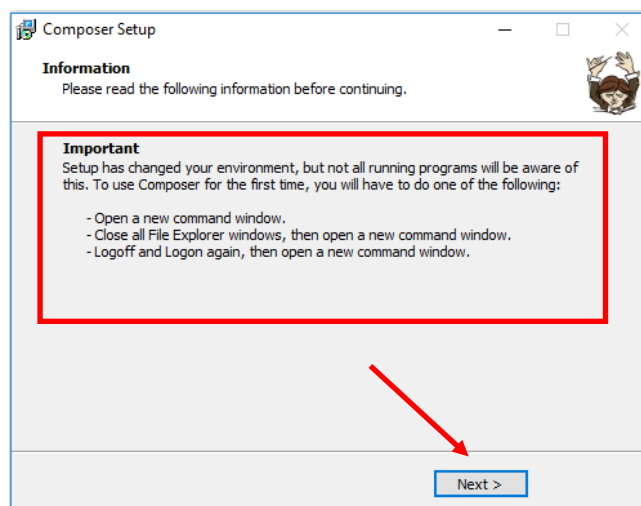 Composer Setup
Information
Please read the following information before continuing.
Important
Setup has changed your environment, but not all running programs will be aware of
this. To use Composer for the first time, you will have to do one of the following:
- Open a new command window.
- Close all File Explorer windows, then open a new command window.
- Logoff and Logon again, then open a new command window.
Next >